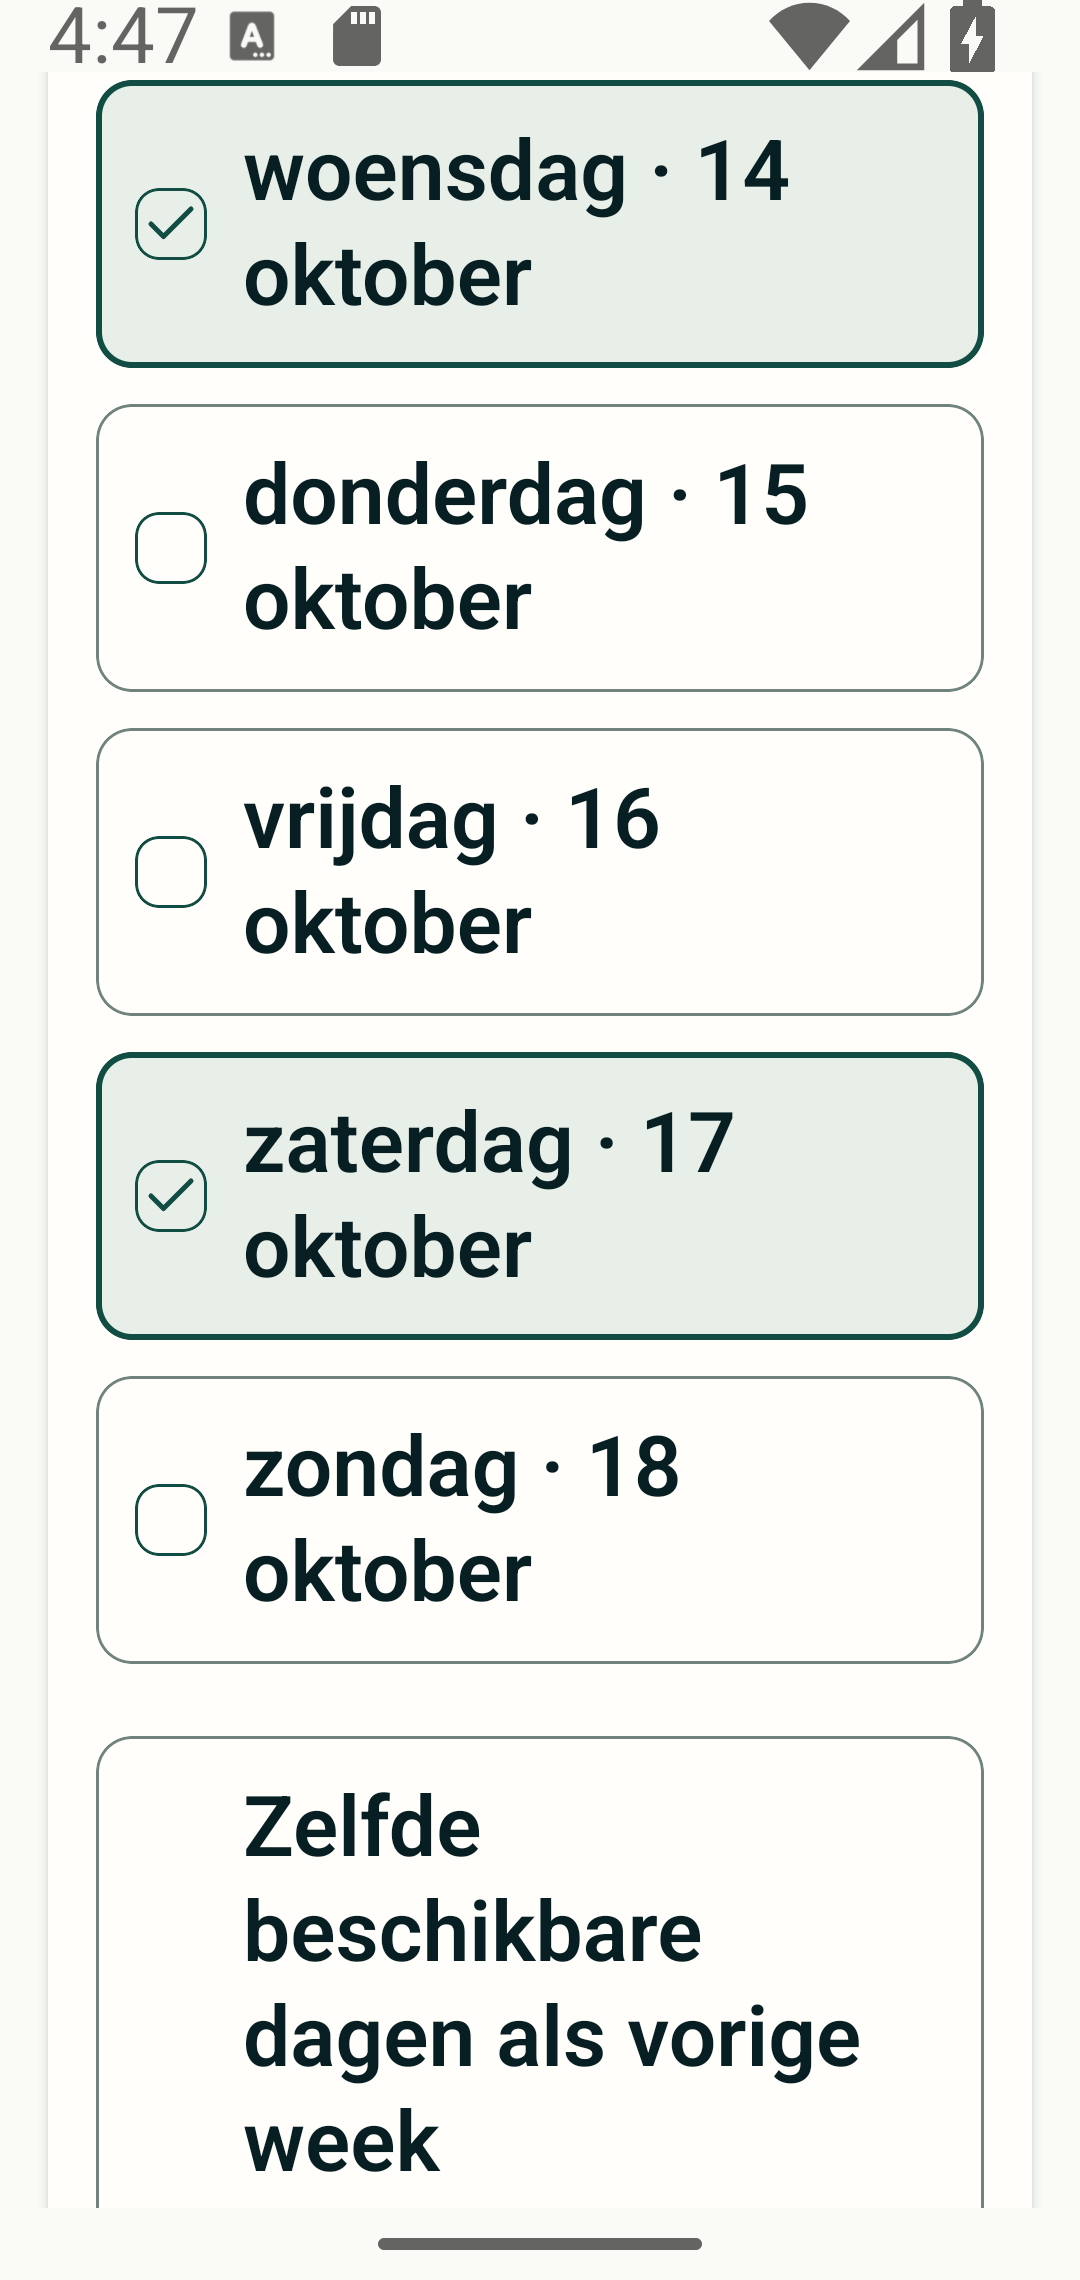 4:47
woensdag · 14
oktober
donderdag · 15
oktober
vrijdag · 16
oktober
zaterdag · 17
oktober
zondag · 18
oktober
Zelfde
beschikbare
dagen als vorige
week